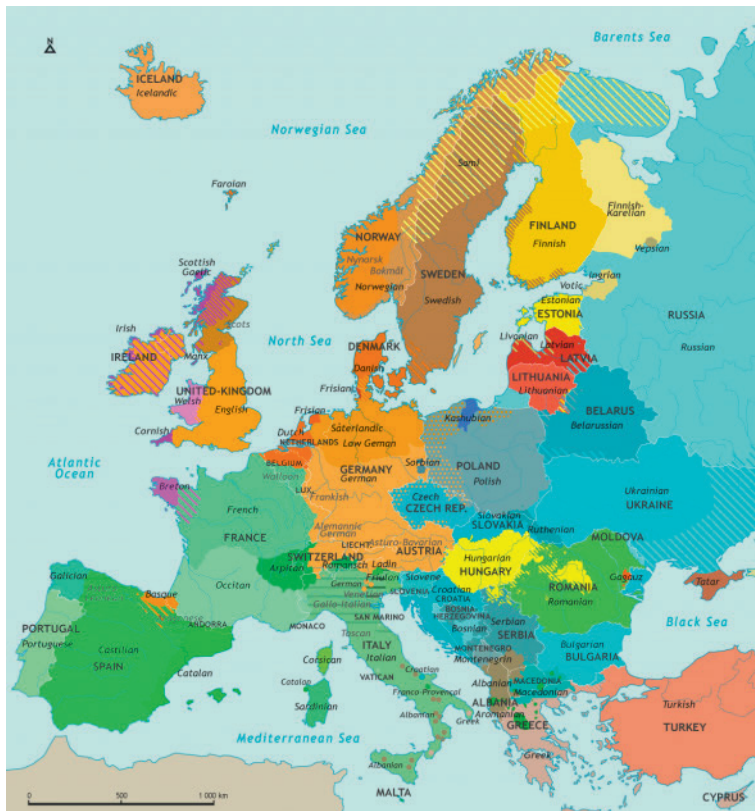 Barents Sea
N
ICELAND
Icelandic
Norwegian Sea
Sami
Faroian
Finnish-
Karelian
FINLAND
Finnish
NORWAY
Nynorsk
Bokmål
Norwegian
Vepsian
Scottish
Gaelic
SWEDEN
Swedish
Ingrian
Votic
Estonian
ESTONIA
RUSSIA
Russian
Scots
Irish
IRELAND
Manx
North Sea
DENMARK
Danish
Livonian
Latvian
LATVIA
LITHUANIA
Lithuanian
UNITED-KINGDOM
Welsh
English
Frisian
Frisian
BELARUS
Belarussian
Kashubian
Cornish
Dutch
NETHERLANDS
Säterlandic
Low German
Sorbian
POLAND
Polish
Atlantic
Ocean
BELGIUM
Walloon
GERMANY
German
LUX.
Frankish
Breton
French
FRANCE
Czech
CZECH REP.
Ukrainian
UKRAINE
Slovakian
SLOVAKIA
Ruthenian
Alemannic
German
Asturo-Bavarian
LIECHT.
AUSTRIA
SWITZERLAND
Romansch
Ladin
Arpitan
Hungarian
HUNGARY
MOLDOVA
Galician
Basque
Occitan
German
Friulan
Venetian
Gallo-Italian
Slovene
SLOVENIA
Croatian
CROATIA
ROMANIA
Romanian
Gagauz
Tatar
PORTUGAL
Portuguese
Castilian
SPAIN
ANDORRA
Catalan
MONACO
SAN MARINO
Tuscan
ITALY
Italian
BOSNIA-
HERZEGOVINA
Bosnian
Serbian
SERBIA
Black Sea
MONTENEGRO
Montenegrin
Bulgarian
BULGARIA
Corsican
VATICAN
Croatian
Catalan
Sardinian
Franco-Provençal
Albanian
ALBANIA
MACEDONIA
Macedonian
Aromanian
GREECE
Greek
Turkish
TURKEY
Albanian
Greek
Mediterranean Sea
Albanian
MALTA
CYPRUS
0 500 1 000 km